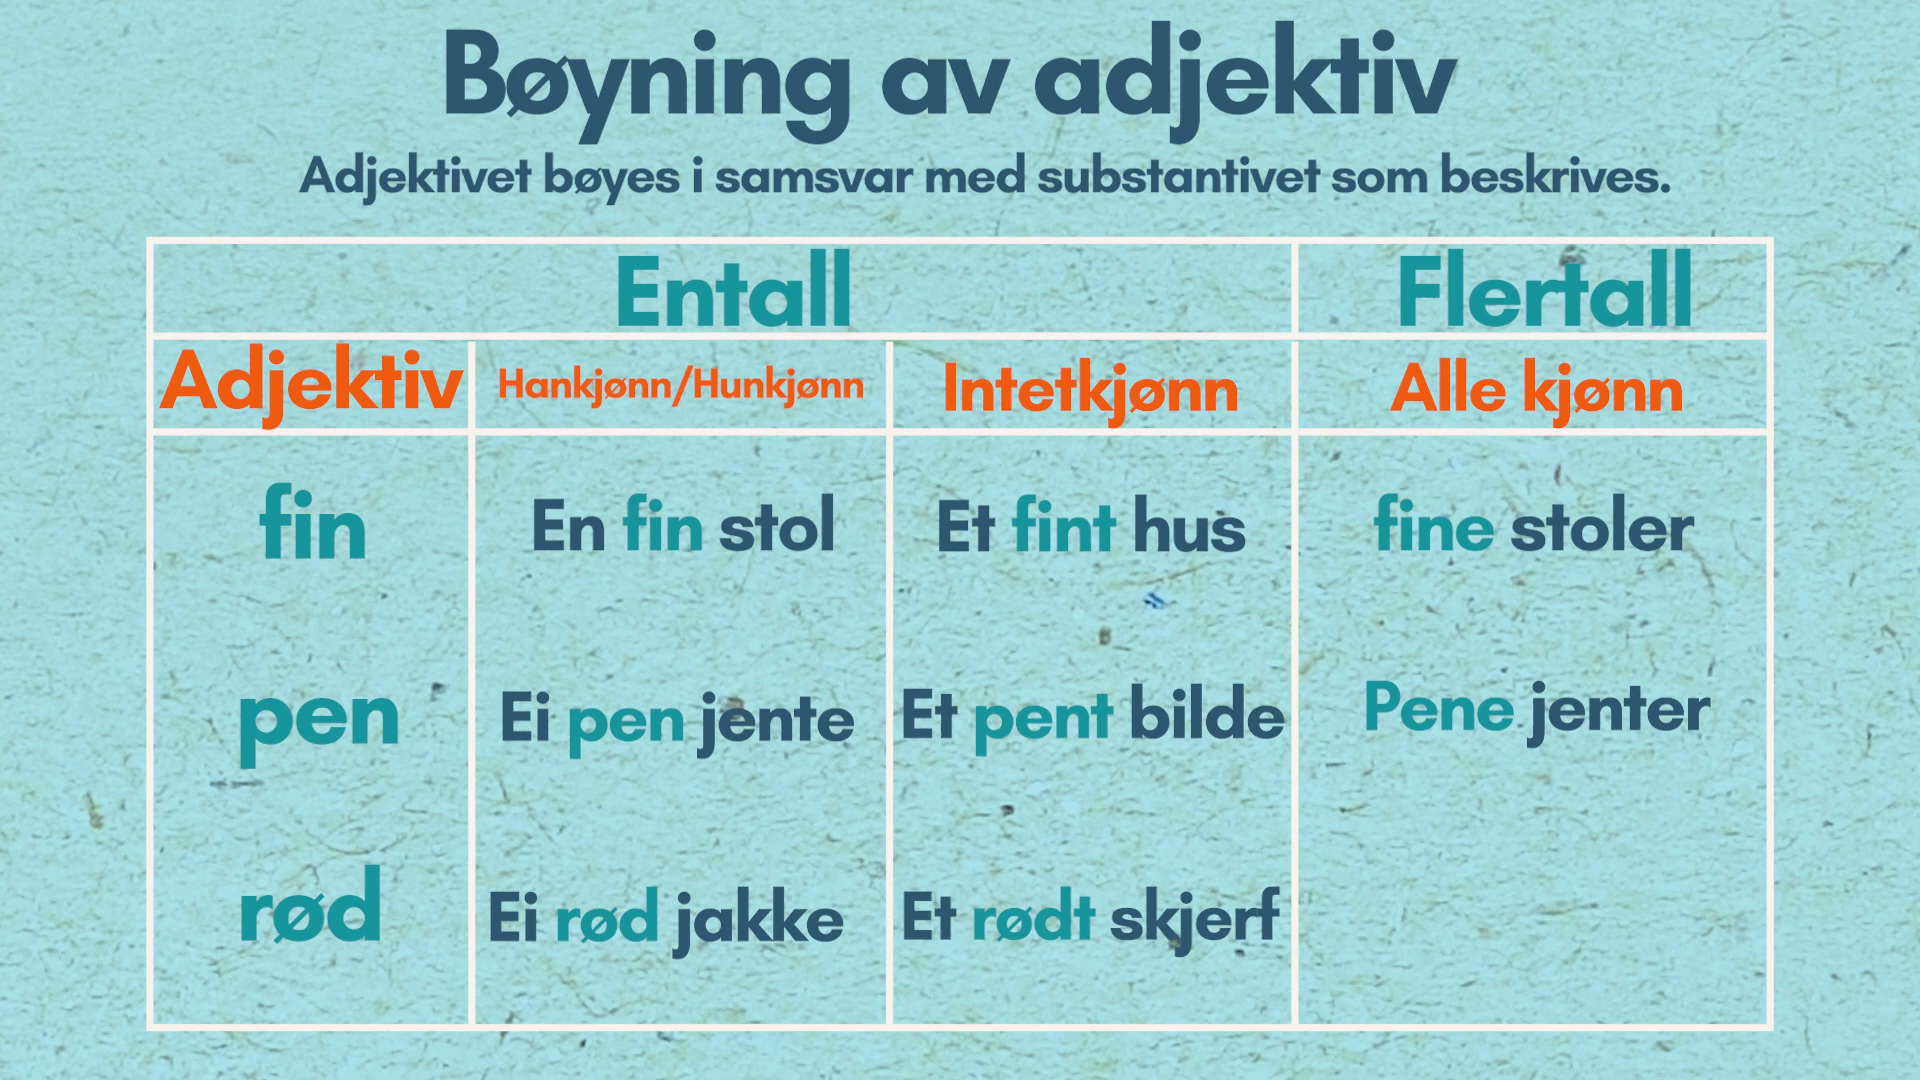 Bøyning av adjektiv
Adjektivet bøyes i samsvar med substantivet som beskrives.
Entall Flertall
Adjektiv Hankjønn/Hunkjønn Intetkjønn Alle kjønn
fin En fin stol Et fint hus fine stoler
pen Ei pen jente Et pent bilde Pene jenter
rød Ei rød jakke Et rødt skjerf